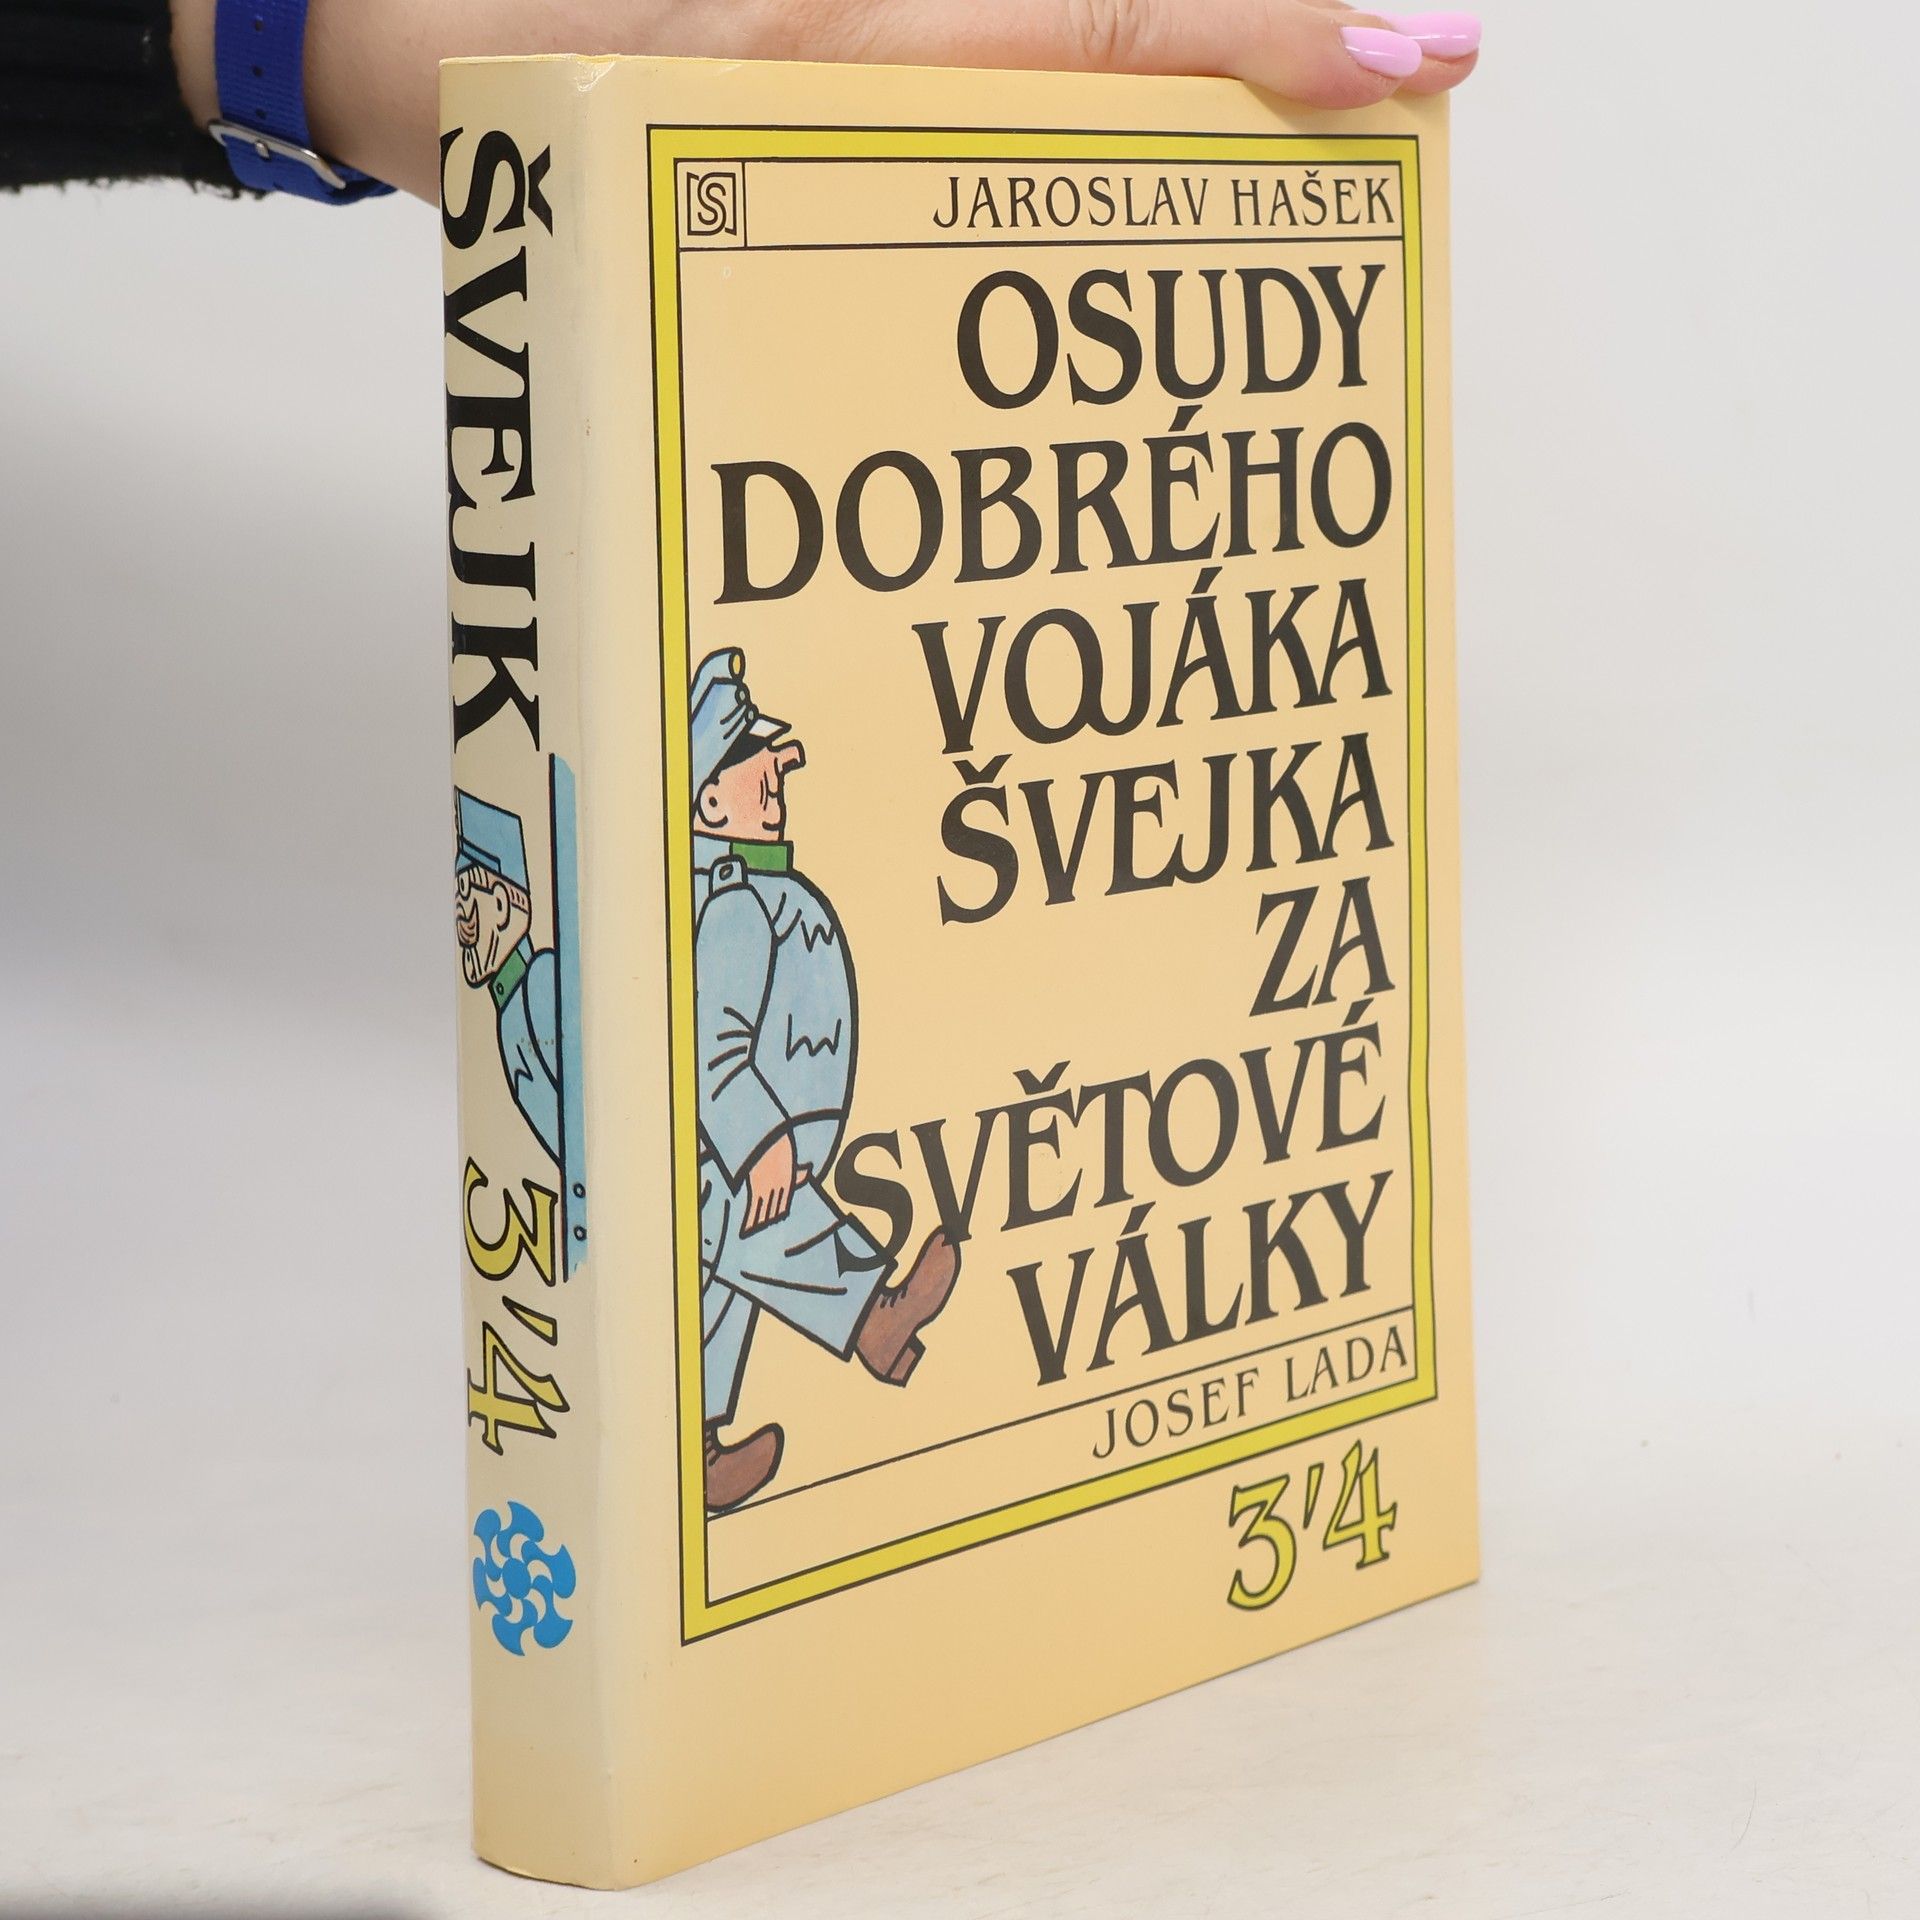 ŠVEJK 3'4
JAROSLAV HAŠEK
OSUDY
DOBRÉHO
VOJÁKA
ŠVEJKA
ZA
SVĚTOVÉ
VÁLKY
JOSEF LADA
3'4